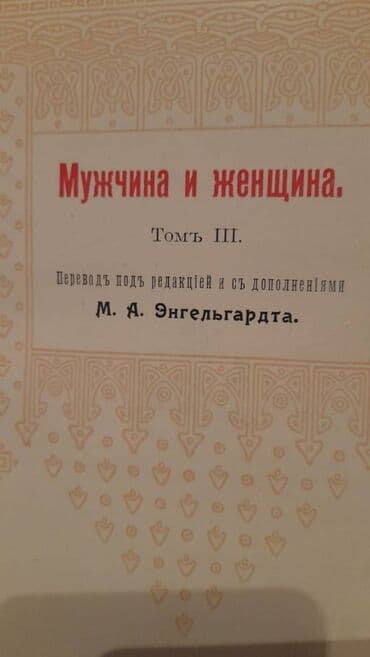 Мужчина и женщина.
Томъ III.
Переводъ подъ редакціей и съ дополненіями
М. А. Энгельгардта.